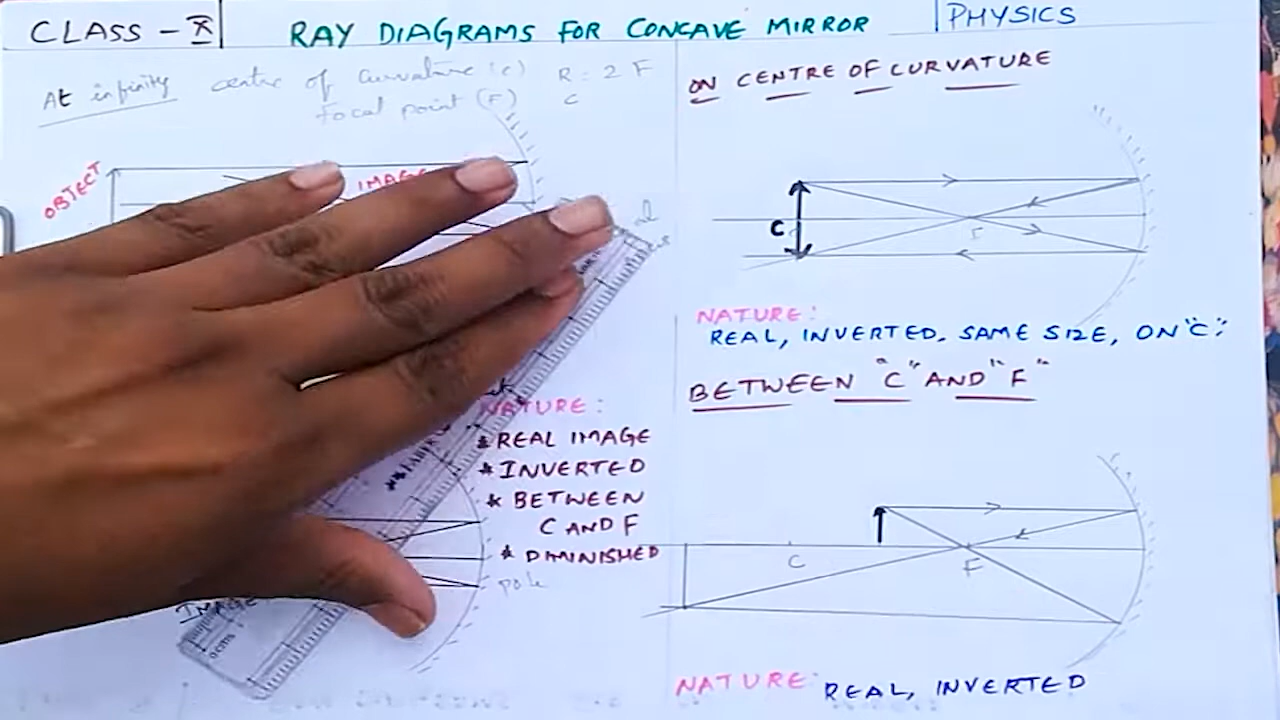 CLASS - X
RAY DIAGRAMS FOR CONCAVE MIRROR
PHYSICS
At infinity
centre of Curvature (c) R = 2 F
Focal point (F) C
OBJECT
IMAGE
NATURE:
* REAL IMAGE
* INVERTED
* BETWEEN
C AND F
* DIMINISHED
pole
IMAGE
ON CENTRE OF CURVATURE
C
F
NATURE:
REAL, INVERTED. SAME SIZE, ON "C".
BETWEEN "C" AND "F"
C
F
NATURE: REAL, INVERTED